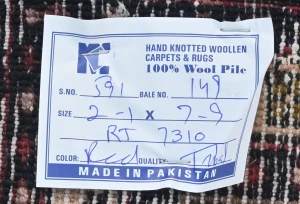 HAND KNOTTED WOOLLEN
CARPETS & RUGS
100% Wool Pile
S.NO. 591 BALE NO. 149
SIZE 2-1 X 7-9
RT 7310
COLOR: Red QUALITY:
MADE IN PAKISTAN